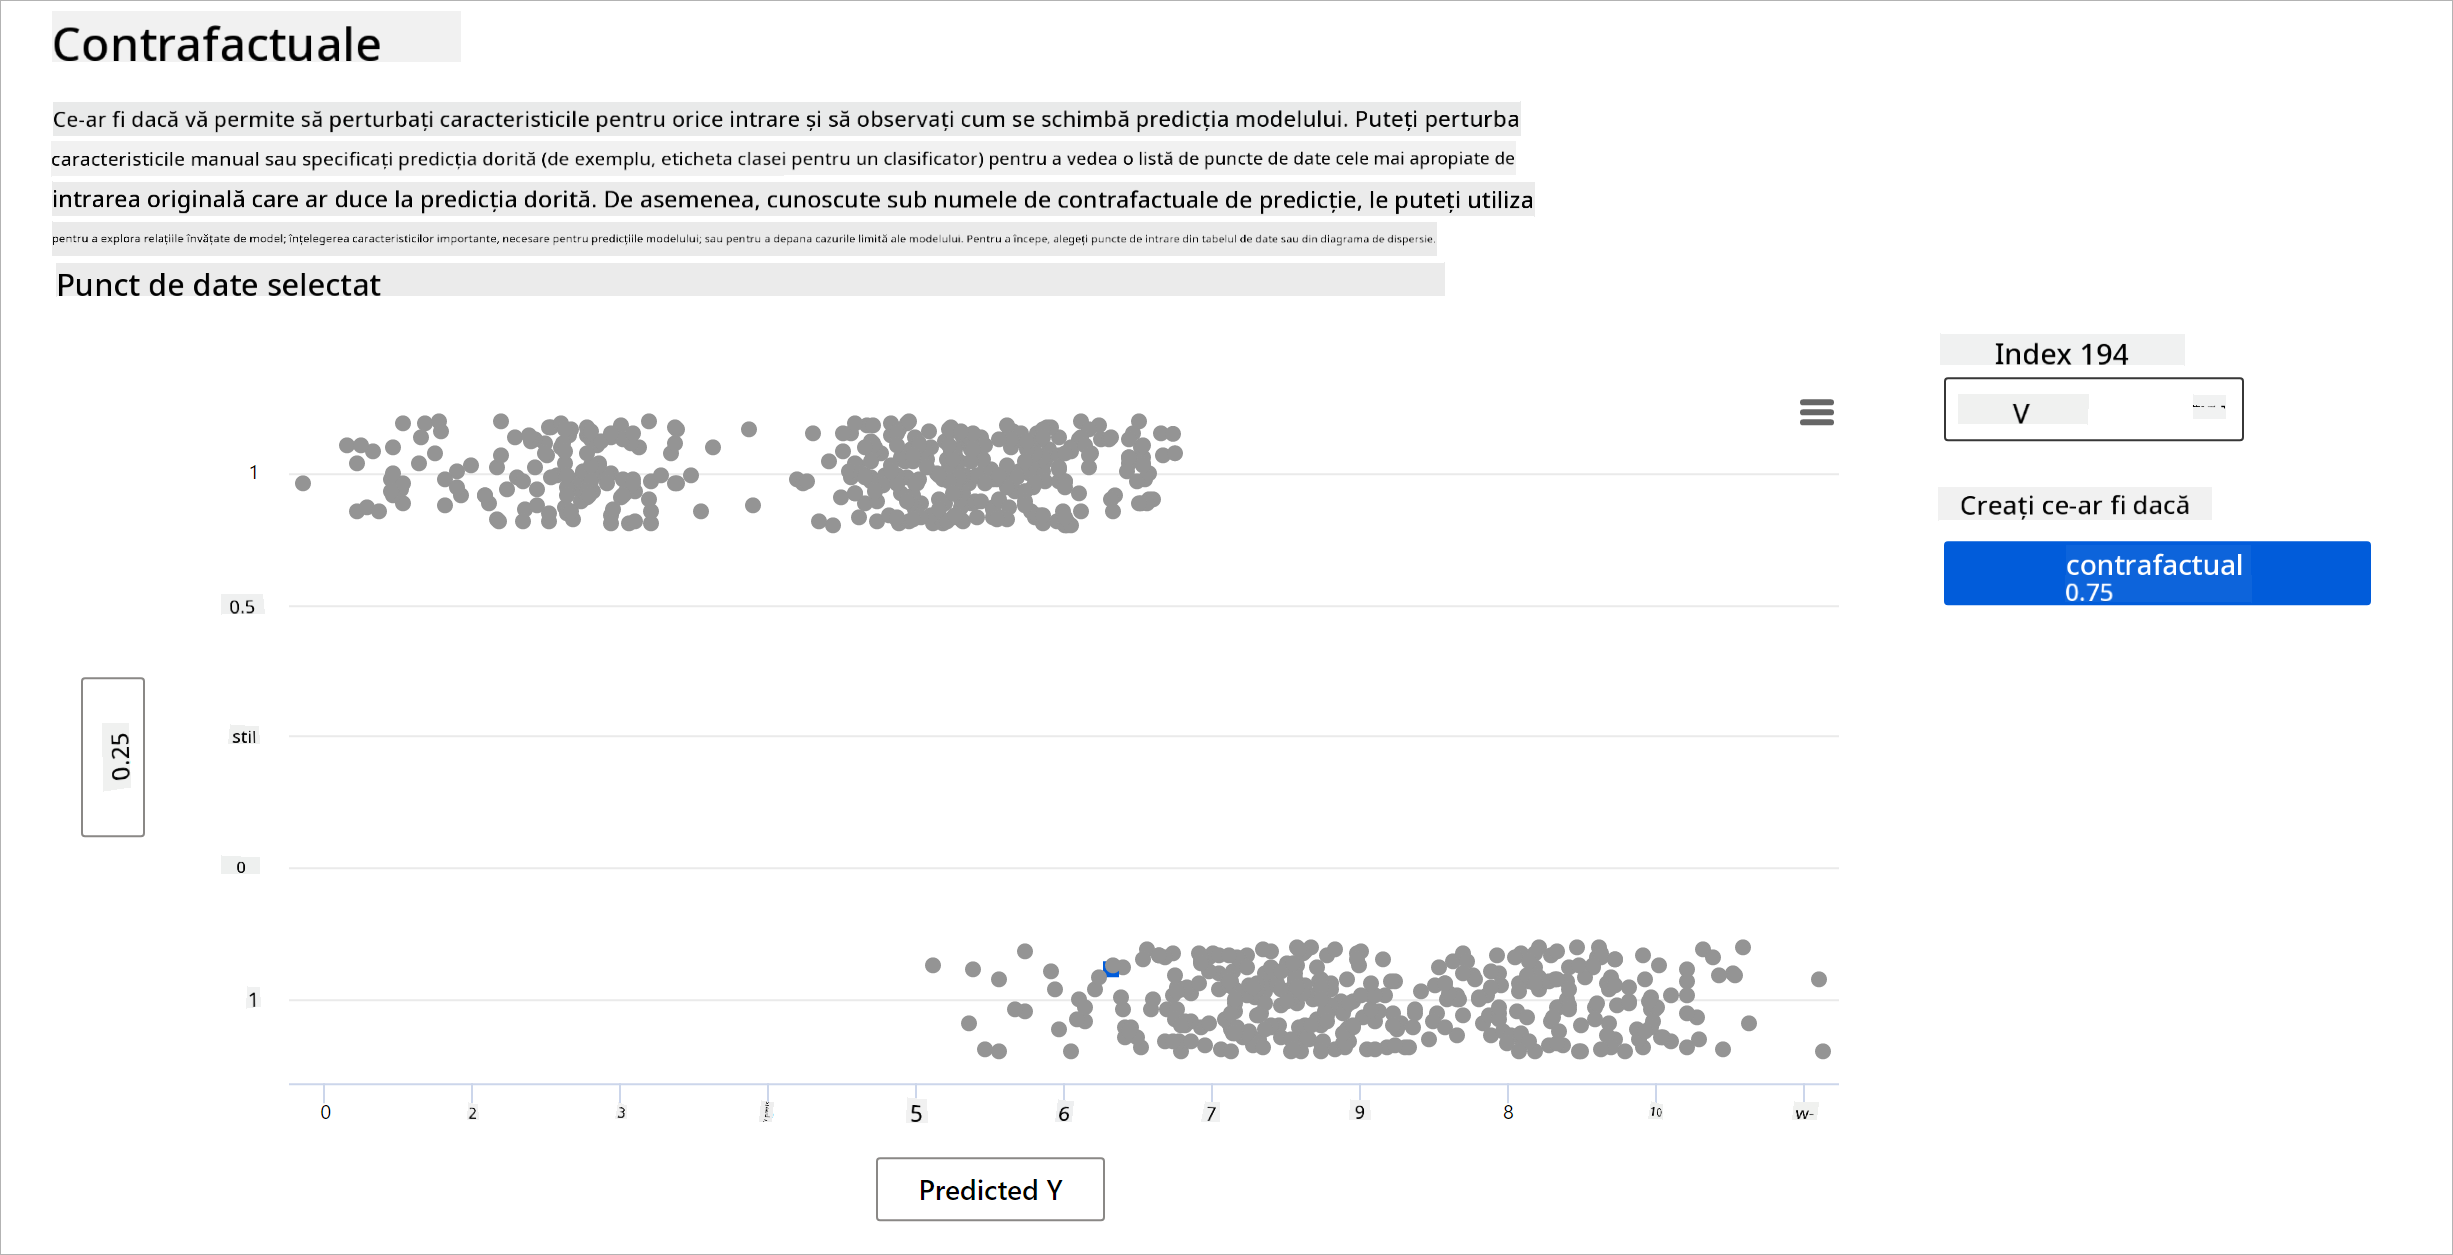 Contrafactuale
Ce-ar fi dacă vă permite să perturbați caracteristicile pentru orice intrare și să observați cum se schimbă predicția modelului. Puteți perturba
caracteristicile manual sau specificați predicția dorită (de exemplu, eticheta clasei pentru un clasificator) pentru a vedea o listă de puncte de date cele mai apropiate de
intrarea originală care ar duce la predicția dorită. De asemenea, cunoscute sub numele de contrafactuale de predicție, le puteți utiliza
pentru a explora relațiile învățate de model; înțelegerea caracteristicilor importante, necesare pentru predicțiile modelului; sau pentru a depana cazurile limită ale modelului. Pentru a începe, alegeți puncte de intrare din tabelul de date sau din diagrama de dispersie.
Punct de date selectat
Index 194
V
Creați ce-ar fi dacă
contrafactual
0.75
1
0.5
stil
0.25
0
1
0 2 3 5 6 7 9 8 10 w-
Predicted Y